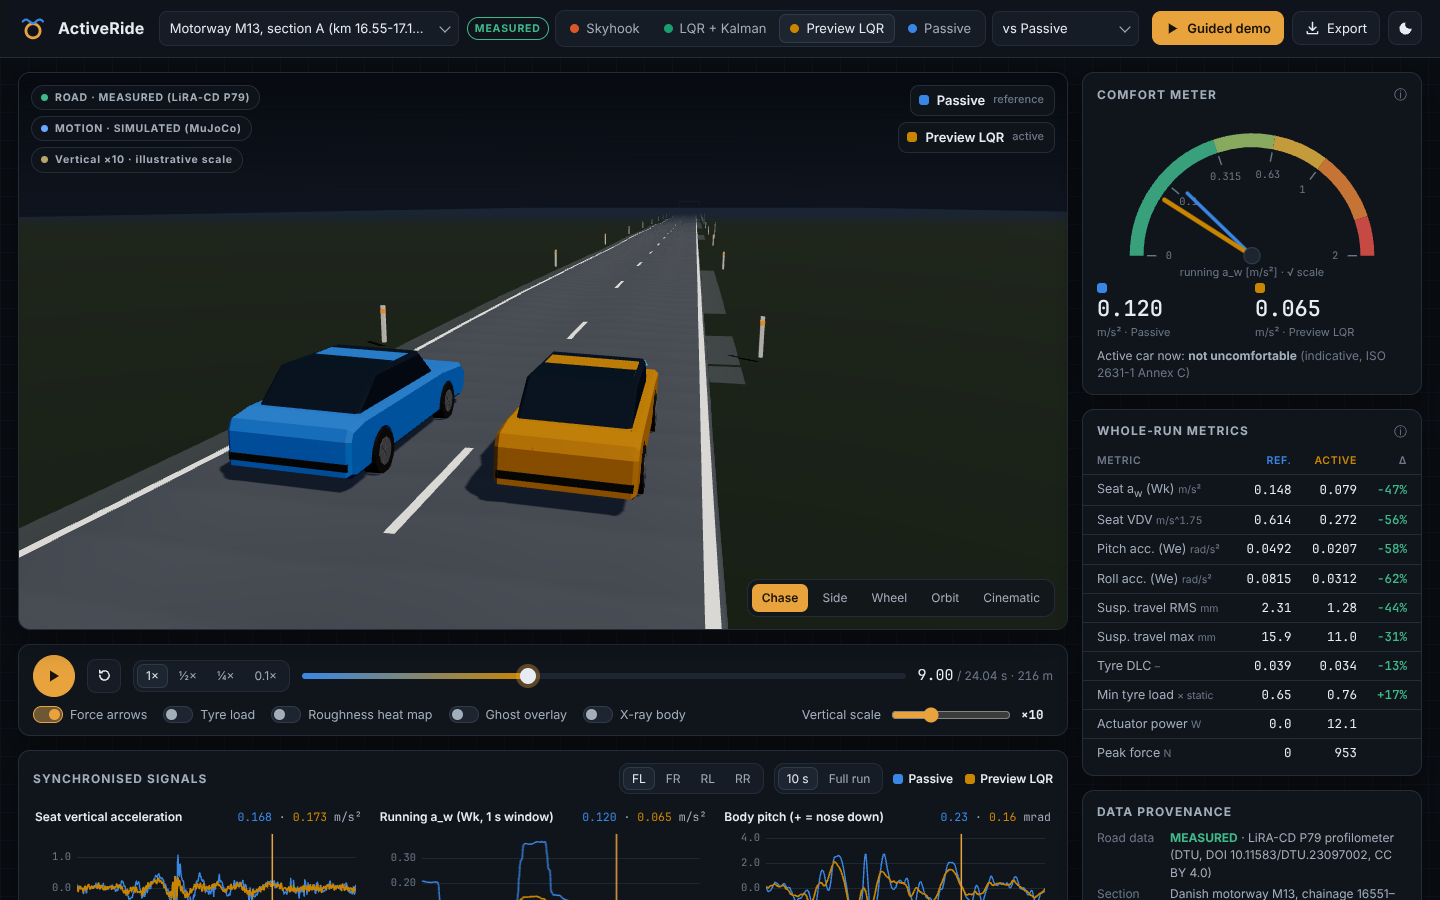 ActiveRide
Motorway M13, section A (km 16.55-17.1...
MEASURED
Skyhook
LQR + Kalman
Preview LQR
Passive
vs Passive
Guided demo
Export
ROAD · MEASURED (LiRA-CD P79)
MOTION · SIMULATED (MuJoCo)
Vertical ×10 · illustrative scale
Passive reference
Preview LQR active
Chase
Side
Wheel
Orbit
Cinematic
COMFORT METER
0
0.315
0.63
1
2
running a_w [m/s²] · √ scale
0.120
m/s² · Passive
0.065
m/s² · Preview LQR
Active car now: not uncomfortable (indicative, ISO
2631-1 Annex C)
WHOLE-RUN METRICS
METRIC REF. ACTIVE Δ
Seat aw (Wk) m/s² 0.148 0.079 -47%
Seat VDV m/s^1.75 0.614 0.272 -56%
Pitch acc. (We) rad/s² 0.0492 0.0207 -58%
Roll acc. (We) rad/s² 0.0815 0.0312 -62%
Susp. travel RMS mm 2.31 1.28 -44%
Susp. travel max mm 15.9 11.0 -31%
Tyre DLC – 0.039 0.034 -13%
Min tyre load × static 0.65 0.76 +17%
Actuator power W 0.0 12.1
Peak force N 0 953
1× ½× ¼× 0.1×
9.00 / 24.04 s · 216 m
Force arrows
Tyre load
Roughness heat map
Ghost overlay
X-ray body
Vertical scale ×10
SYNCHRONISED SIGNALS
FL FR RL RR
10 s Full run
Passive
Preview LQR
Seat vertical acceleration 0.168 · 0.173 m/s²
1.0
0.0
Running a_w (Wk, 1 s window) 0.120 · 0.065 m/s²
0.30
0.20
Body pitch (+ = nose down) 0.23 · 0.16 mrad
4.0
2.0
0.0
DATA PROVENANCE
Road data MEASURED · LiRA-CD P79 profilometer
(DTU, DOI 10.11583/DTU.23097002, CC
BY 4.0)
Section Danish motorway M13, chainage 16551–